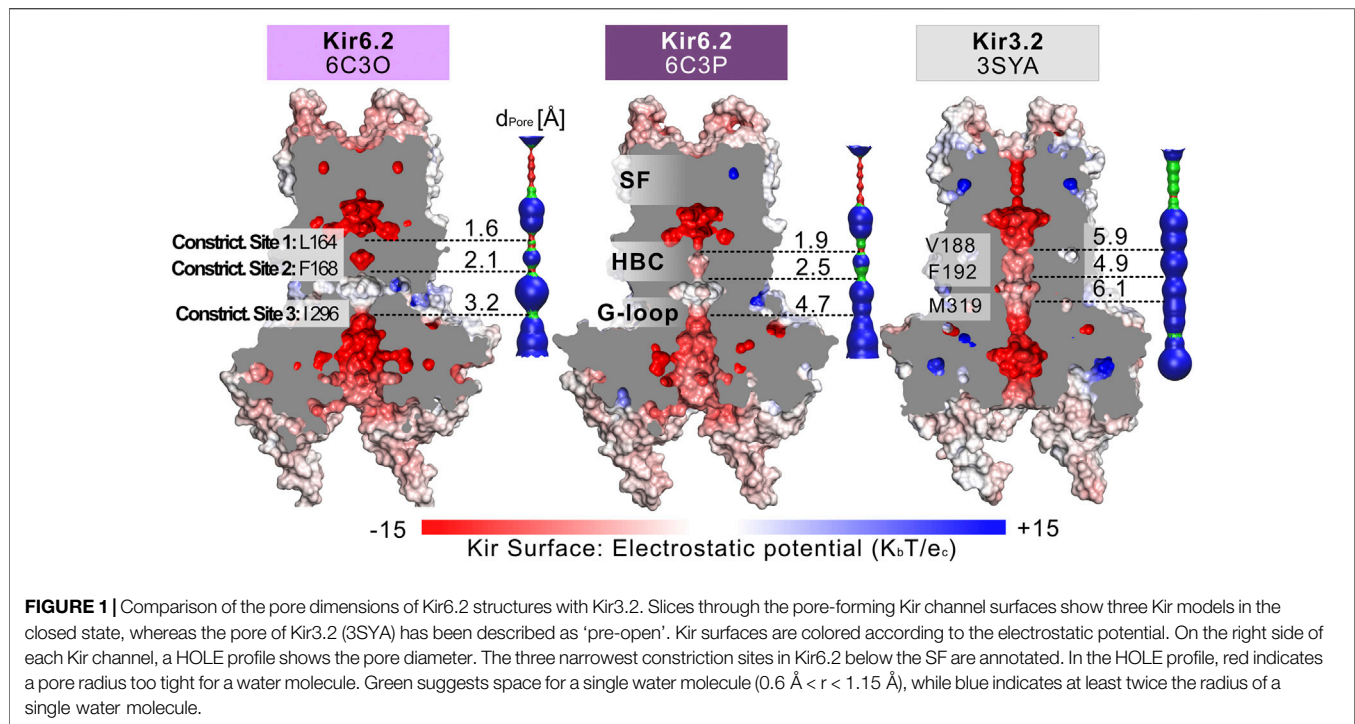 Kir6.2
6C3O
Kir6.2
6C3P
Kir3.2
3SYA
dPore [Å]
SF
HBC
G-loop
Constrict. Site 1: L164
Constrict. Site 2: F168
Constrict. Site 3: I296
1.6
2.1
3.2
1.9
2.5
4.7
V188
F192
M319
5.9
4.9
6.1
-15
+15
Kir Surface: Electrostatic potential (KbT/ec)
FIGURE 1 | Comparison of the pore dimensions of Kir6.2 structures with Kir3.2. Slices through the pore-forming Kir channel surfaces show three Kir models in the
closed state, whereas the pore of Kir3.2 (3SYA) has been described as ‘pre-open’. Kir surfaces are colored according to the electrostatic potential. On the right side of
each Kir channel, a HOLE profile shows the pore diameter. The three narrowest constriction sites in Kir6.2 below the SF are annotated. In the HOLE profile, red indicates
a pore radius too tight for a water molecule. Green suggests space for a single water molecule (0.6 Å < r < 1.15 Å), while blue indicates at least twice the radius of a
single water molecule.